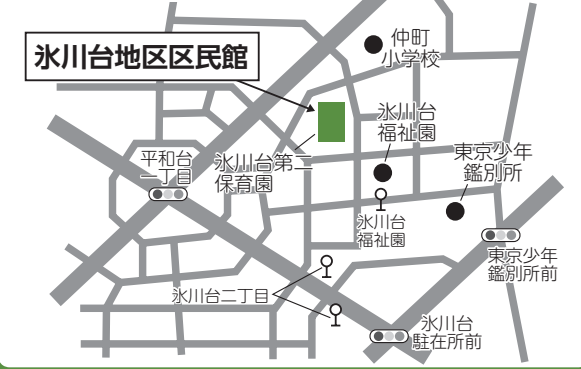 氷川台地区区民館
仲町
小学校
氷川台
福祉園
東京少年
鑑別所
平和台
一丁目
氷川台第二
保育園
氷川台
福祉園
東京少年
鑑別所前
氷川台二丁目
氷川台
駐在所前